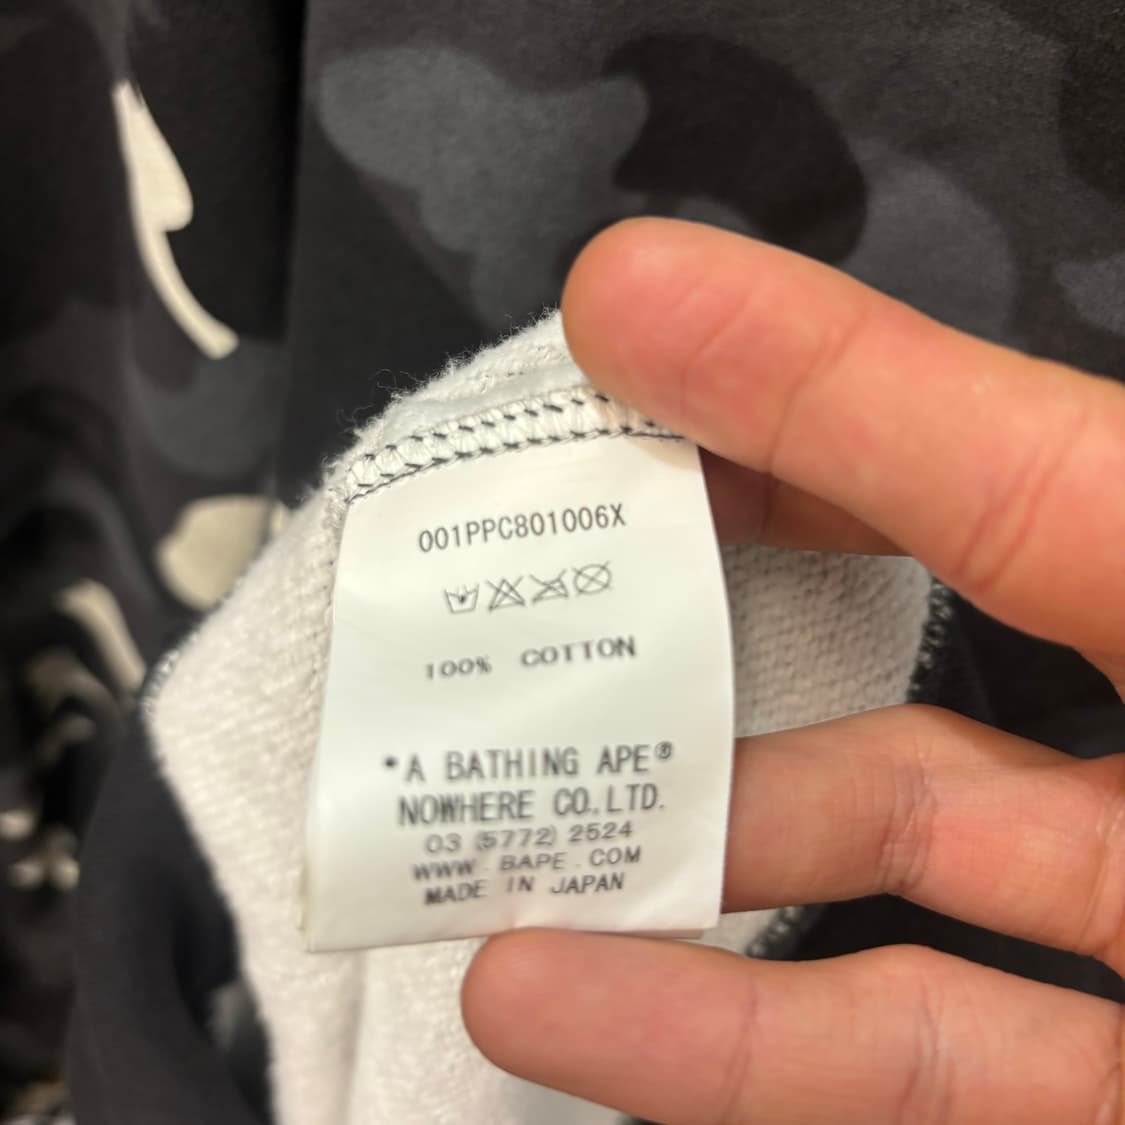 001PPC801006X
100% COTTON
*A BATHING APE®
NOWHERE CO.,LTD.
03 (5772) 2524
WWW.BAPE.COM
MADE IN JAPAN